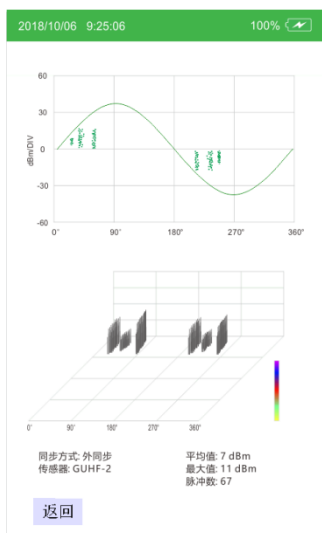 2018/10/06 9:25:06 100%
60
30
0
-30
-60
dBm/DIV
0° 90° 180° 270° 360°
0° 90° 180° 270° 360°
同步方式: 外同步
传感器: GUHF-2
平均值: 7 dBm
最大值: 11 dBm
脉冲数: 67
返回